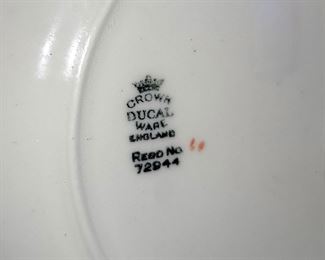 CROWN
DUCAL
WARE
ENGLAND
REGD NO
72944